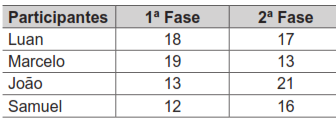 Participantes 1ª Fase 2ª Fase
Luan 18 17
Marcelo 19 13
João 13 21
Samuel 12 16